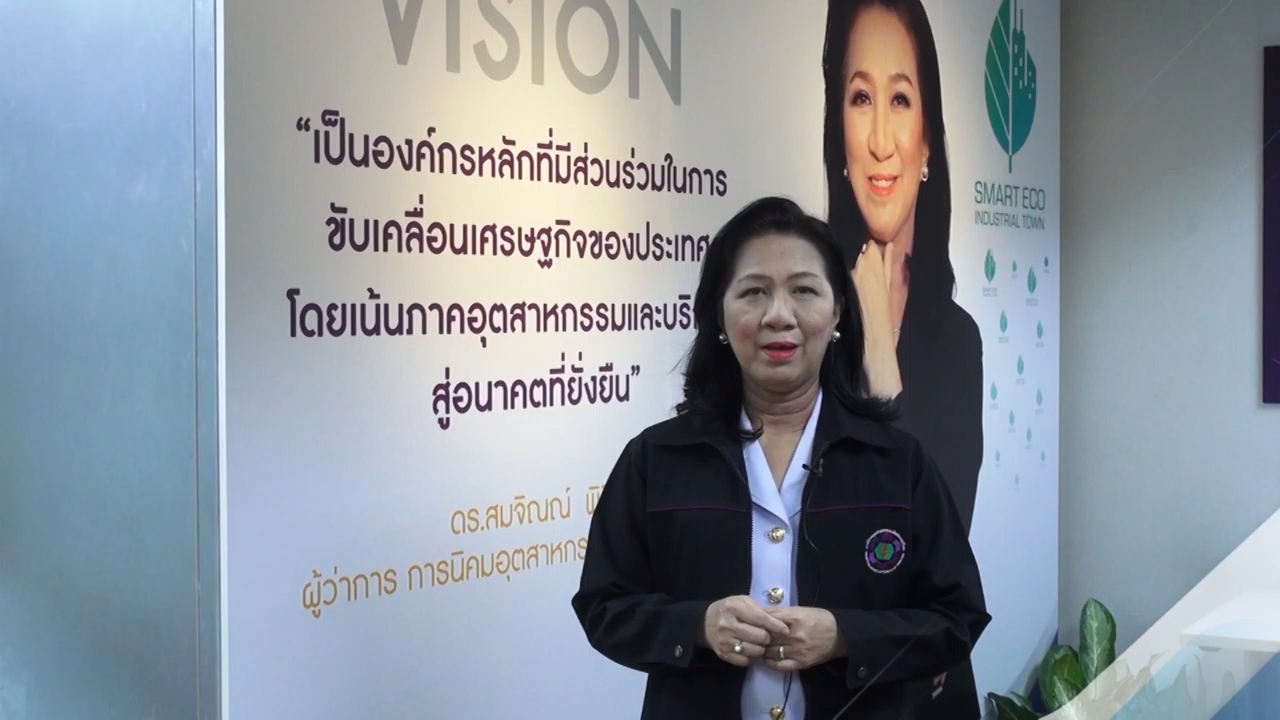 VISION
“เป็นองค์กรหลักที่มีส่วนร่วมในการ
ขับเคลื่อนเศรษฐกิจของประเทศ
โดยเน้นภาคอุตสาหกรรมและบริ
สู่อนาคตที่ยั่งยืน”
ดร.สมจิณณ์
ผู้ว่าการ การนิคมอุตสาหกร
SMART ECO
INDUSTRIAL TOWN